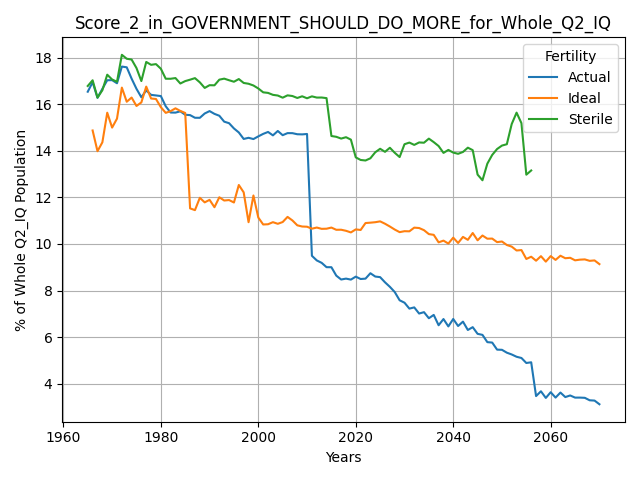 Score_2_in_GOVERNMENT_SHOULD_DO_MORE_for_Whole_Q2_IQ
Fertility
Actual
Ideal
Sterile
% of Whole Q2_IQ Population
18
16
14
12
10
8
6
4
1960 1980 2000 2020 2040 2060
Years